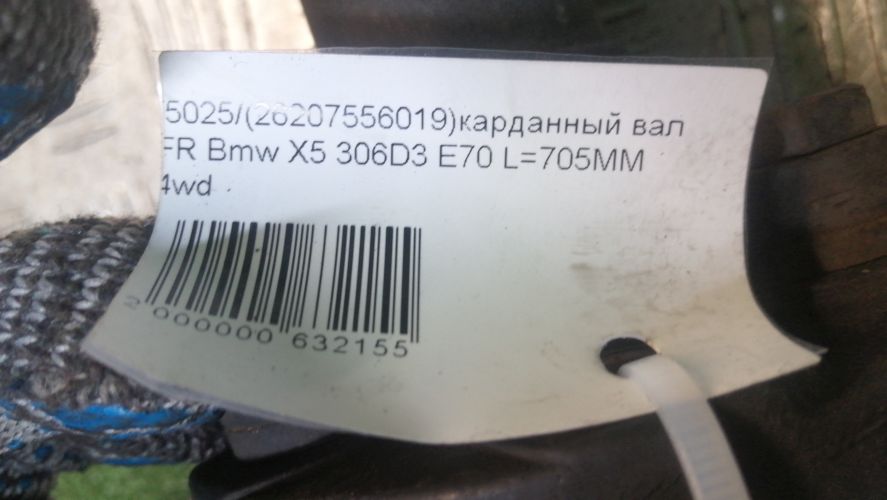 5025/(26207556019)карданный вал
FR Bmw X5 306D3 E70 L=705MM
4wd
2 000000 632155